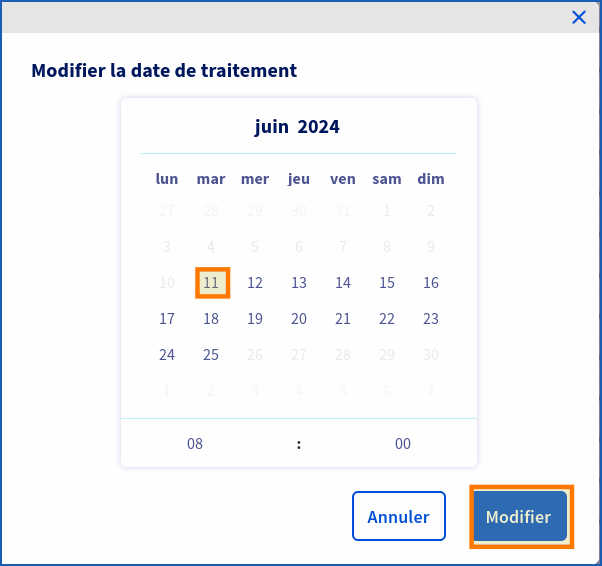 Modifier la date de traitement
juin 2024
lun mar mer jeu ven sam dim
27 28 29 30 31 1 2
3 4 5 6 7 8 9
10 11 12 13 14 15 16
17 18 19 20 21 22 23
24 25 26 27 28 29 30
1 2 3 4 5 6 7
08 : 00
Annuler Modifier